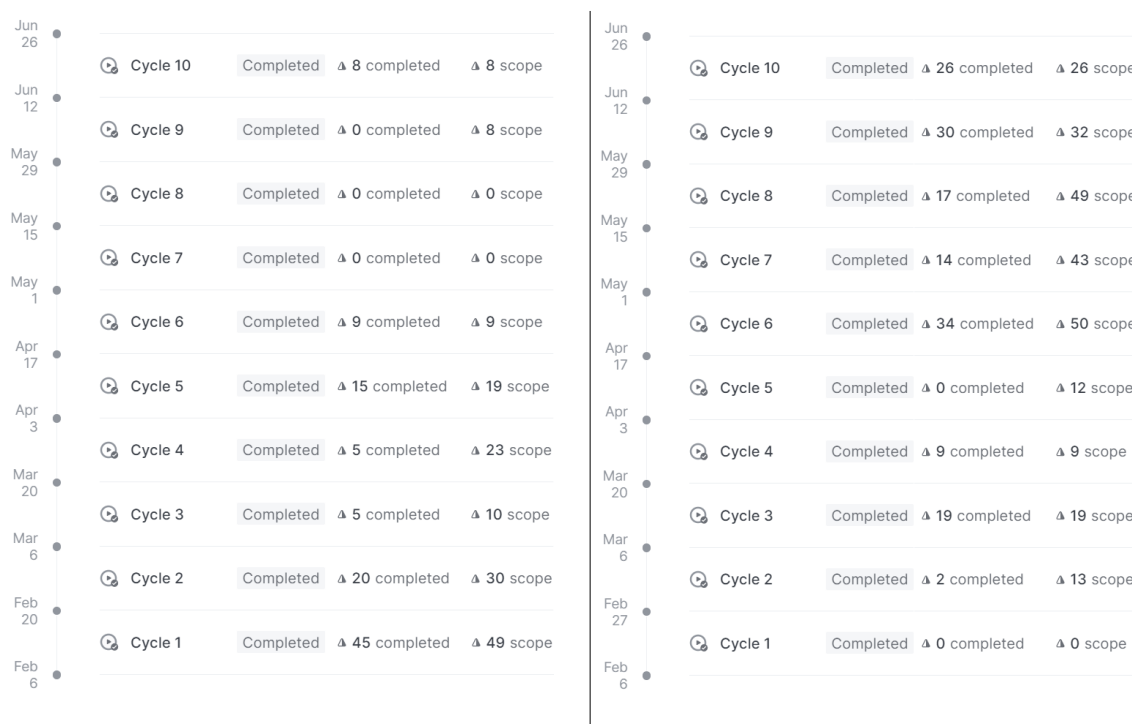 Jun
26
Cycle 10 Completed 8 completed 8 scope
Jun
12
Cycle 9 Completed 0 completed 8 scope
May
29
Cycle 8 Completed 0 completed 0 scope
May
15
Cycle 7 Completed 0 completed 0 scope
May
1
Cycle 6 Completed 9 completed 9 scope
Apr
17
Cycle 5 Completed 15 completed 19 scope
Apr
3
Cycle 4 Completed 5 completed 23 scope
Mar
20
Cycle 3 Completed 5 completed 10 scope
Mar
6
Cycle 2 Completed 20 completed 30 scope
Feb
20
Cycle 1 Completed 45 completed 49 scope
Feb
6
Jun
26
Cycle 10 Completed 26 completed 26 scope
Jun
12
Cycle 9 Completed 30 completed 32 scope
May
29
Cycle 8 Completed 17 completed 49 scope
May
15
Cycle 7 Completed 14 completed 43 scope
May
1
Cycle 6 Completed 34 completed 50 scope
Apr
17
Cycle 5 Completed 0 completed 12 scope
Apr
3
Cycle 4 Completed 9 completed 9 scope
Mar
20
Cycle 3 Completed 19 completed 19 scope
Mar
6
Cycle 2 Completed 2 completed 13 scope
Feb
27
Cycle 1 Completed 0 completed 0 scope
Feb
6